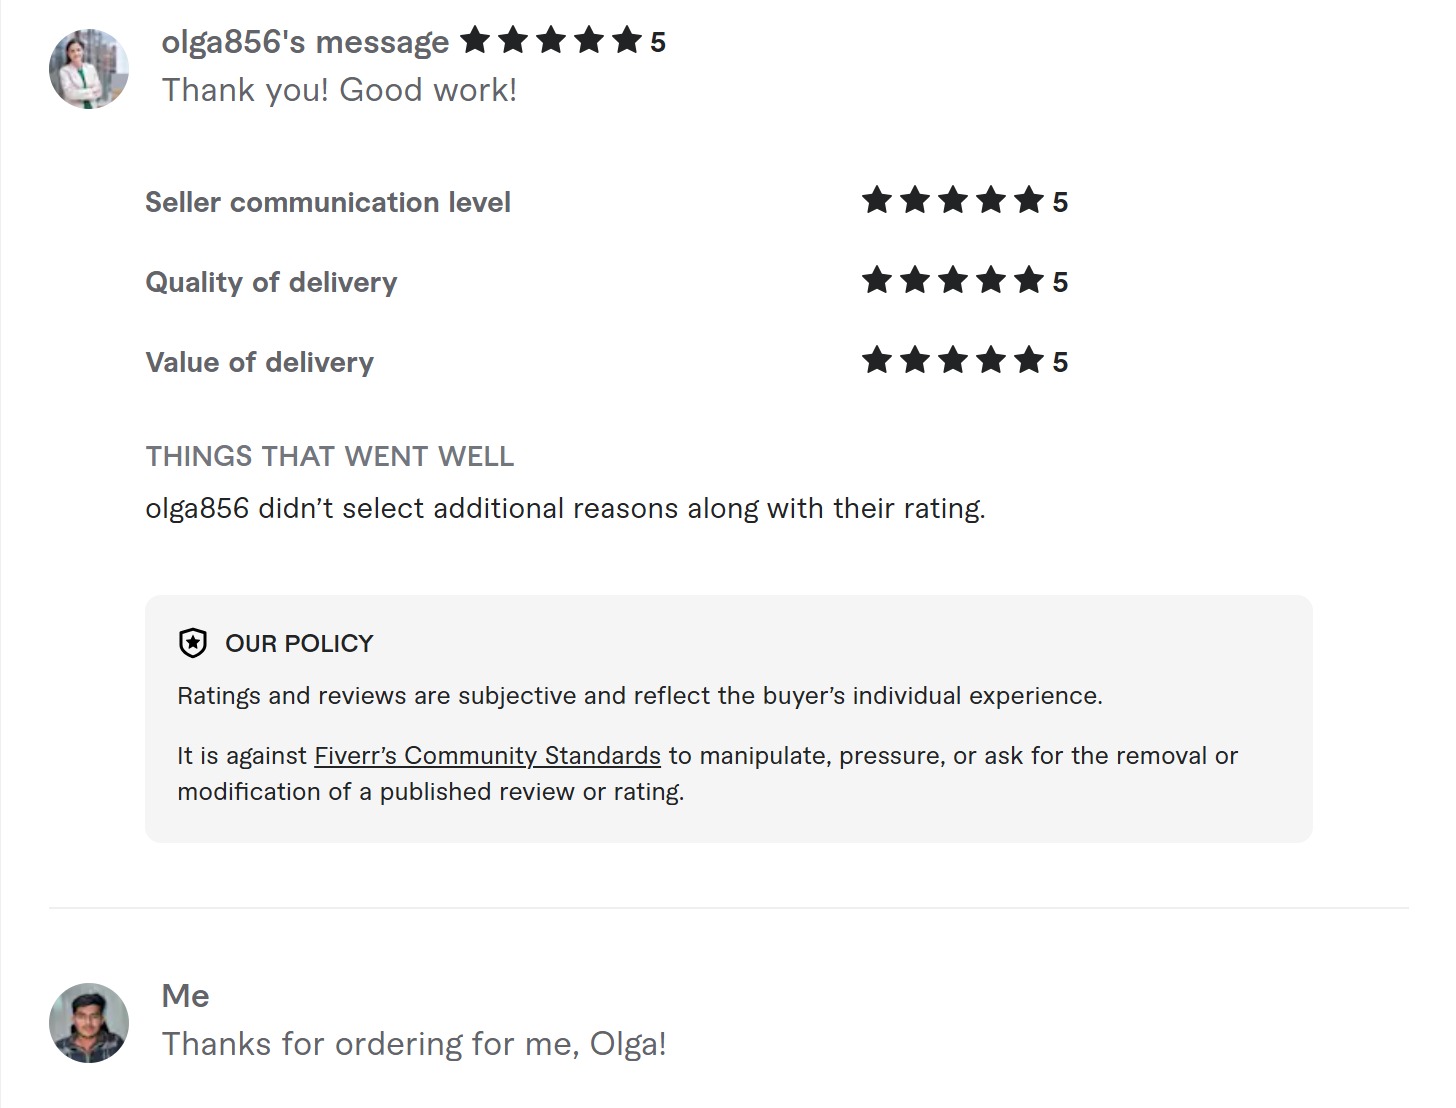 olga856's message 5
Thank you! Good work!
Seller communication level 5
Quality of delivery 5
Value of delivery 5
THINGS THAT WENT WELL
olga856 didn’t select additional reasons along with their rating.
OUR POLICY
Ratings and reviews are subjective and reflect the buyer’s individual experience.
It is against Fiverr’s Community Standards to manipulate, pressure, or ask for the removal or
modification of a published review or rating.
Me
Thanks for ordering for me, Olga!